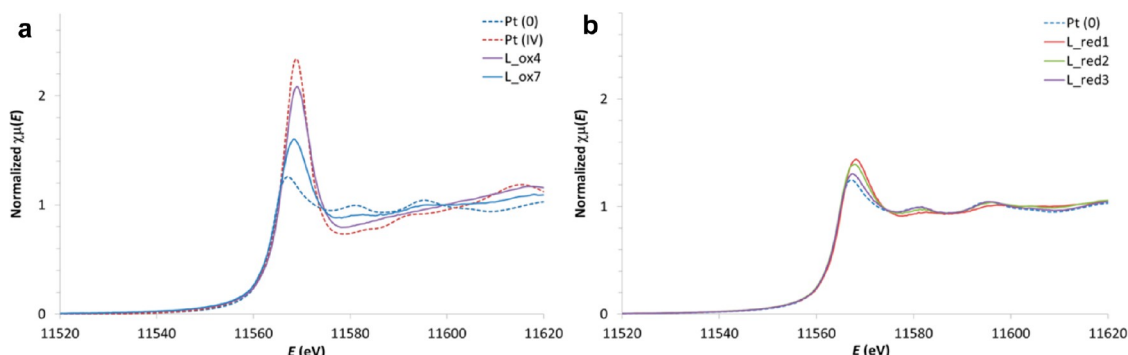 a
Pt (0)
Pt (IV)
L_ox4
L_ox7
Normalized χμ(E)
2
1
0
11520
11540
11560
11580
11600
11620
E (eV)
b
Pt (0)
L_red1
L_red2
L_red3
Normalized χμ(E)
2
1
0
11520
11540
11560
11580
11600
11620
E (eV)